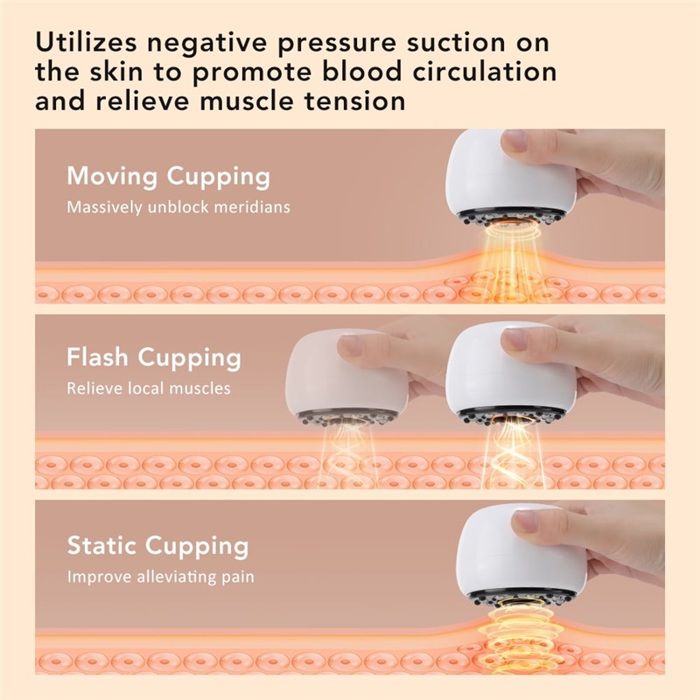 Utilizes negative pressure suction on
the skin to promote blood circulation
and relieve muscle tension
Moving Cupping
Massively unblock meridians
Flash Cupping
Relieve local muscles
Static Cupping
Improve alleviating pain